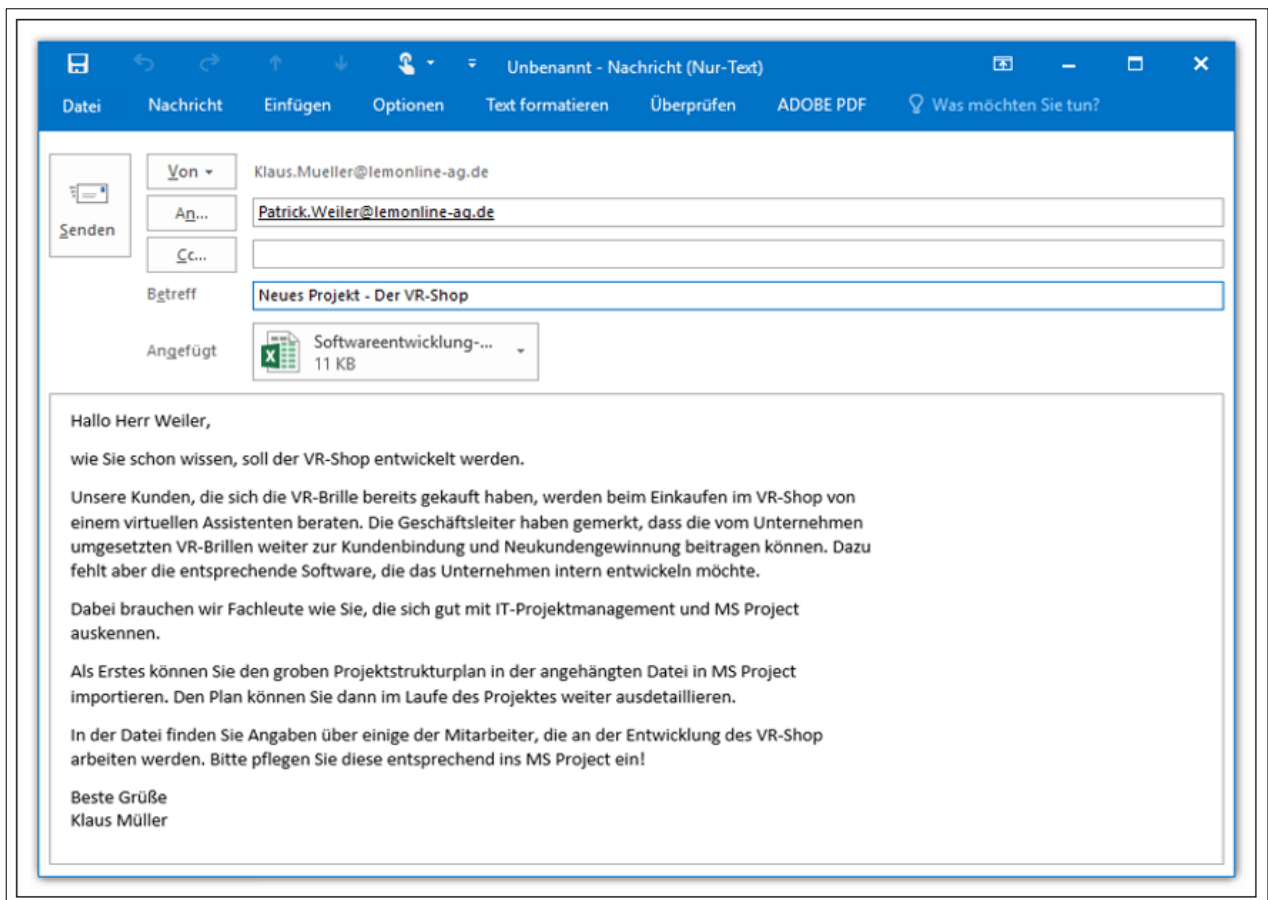 Unbenannt - Nachricht (Nur-Text)
Datei Nachricht Einfügen Optionen Text formatieren Überprüfen ADOBE PDF Was möchten Sie tun?
Senden
Von Klaus.Mueller@lemonline-ag.de
An... Patrick.Weiler@lemonline-ag.de
Cc...
Betreff Neues Projekt - Der VR-Shop
Angefügt Softwareentwicklung-...
11 KB
Hallo Herr Weiler,
wie Sie schon wissen, soll der VR-Shop entwickelt werden.
Unsere Kunden, die sich die VR-Brille bereits gekauft haben, werden beim Einkaufen im VR-Shop von
einem virtuellen Assistenten beraten. Die Geschäftsleiter haben gemerkt, dass die vom Unternehmen
umgesetzten VR-Brillen weiter zur Kundenbindung und Neukundengewinnung beitragen können. Dazu
fehlt aber die entsprechende Software, die das Unternehmen intern entwickeln möchte.
Dabei brauchen wir Fachleute wie Sie, die sich gut mit IT-Projektmanagement und MS Project
auskennen.
Als Erstes können Sie den groben Projektstrukturplan in der angehängten Datei in MS Project
importieren. Den Plan können Sie dann im Laufe des Projektes weiter ausdetaillieren.
In der Datei finden Sie Angaben über einige der Mitarbeiter, die an der Entwicklung des VR-Shop
arbeiten werden. Bitte pflegen Sie diese entsprechend ins MS Project ein!
Beste Grüße
Klaus Müller